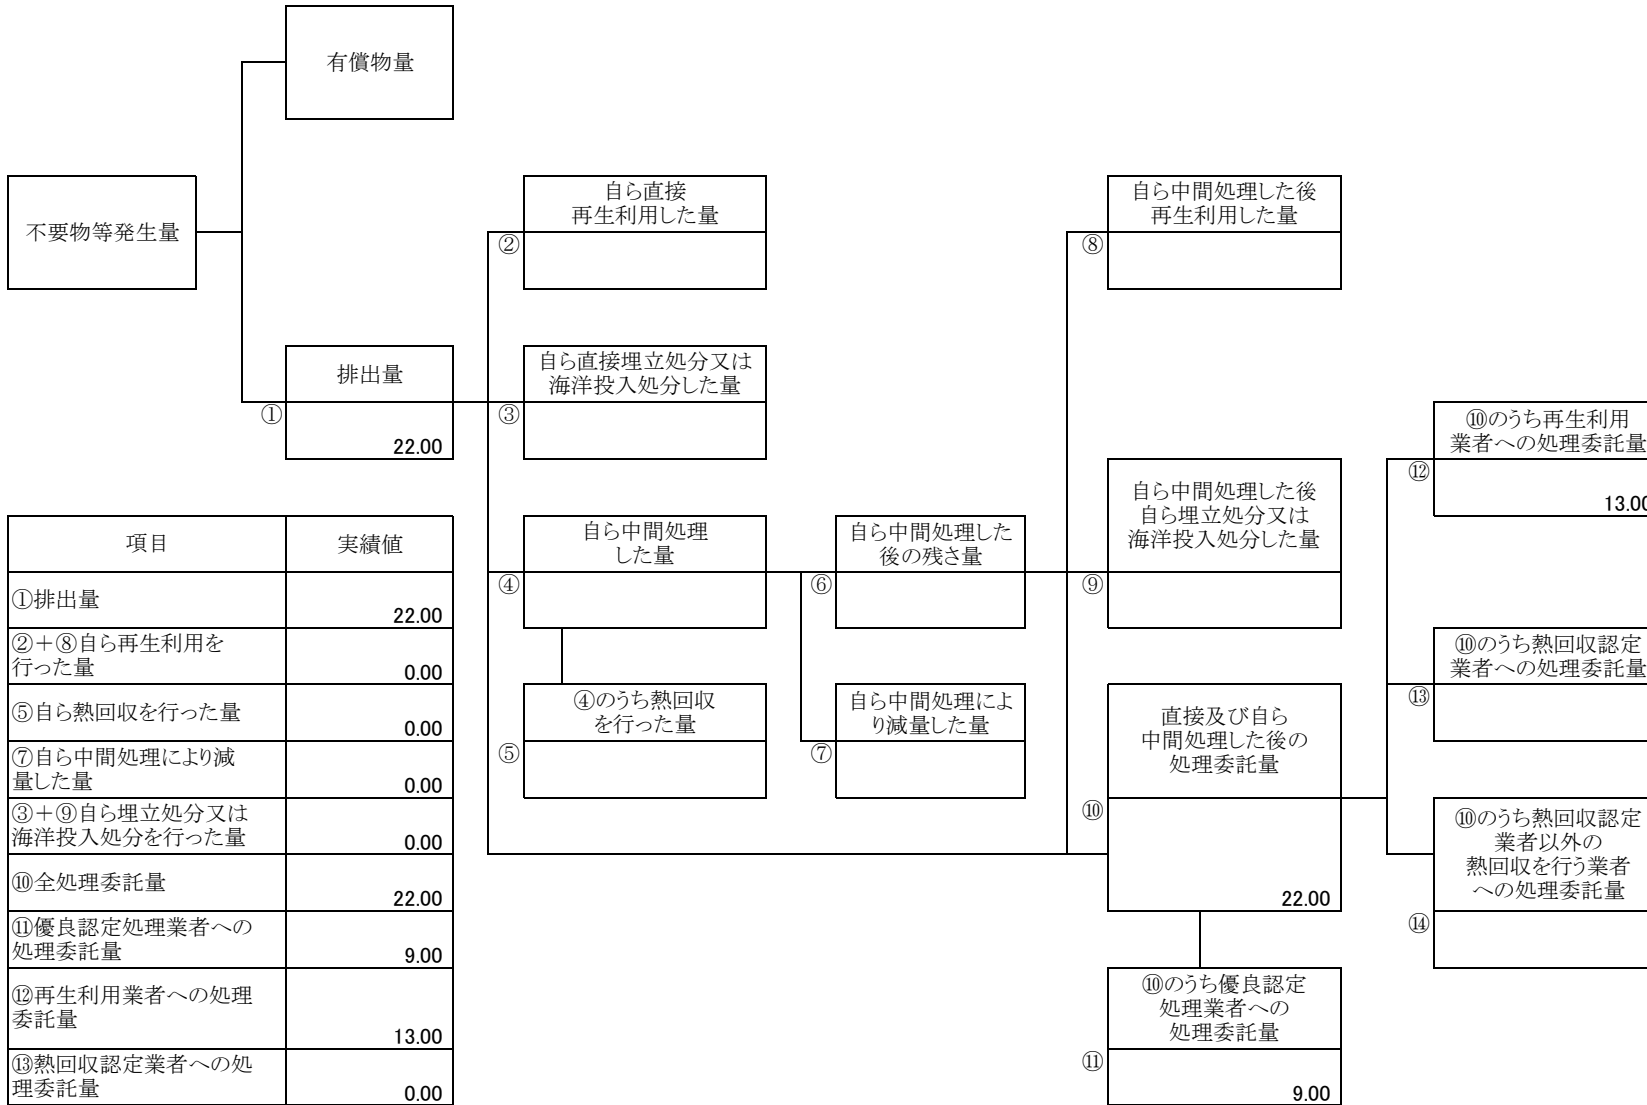 有償物量
不要物等発生量
自ら直接
再生利用した量
②
自ら中間処理した後
再生利用した量
⑧
排出量
①
22.00
自ら直接埋立処分又は
海洋投入処分した量
③
⑩のうち再生利用
業者への処理委託量
⑫
13.00
自ら中間処理
した量
④
自ら中間処理した
後の残さ量
⑥
自ら中間処理した後
自ら埋立処分又は
海洋投入処分した量
⑨
⑩のうち熱回収認定
業者への処理委託量
⑬
④のうち熱回収
を行った量
⑤
自ら中間処理によ
り減量した量
⑦
直接及び自ら
中間処理した後の
処理委託量
⑩
22.00
⑩のうち熱回収認定
業者以外の
熱回収を行う業者
への処理委託量
⑭
⑩のうち優良認定
処理業者への
処理委託量
⑪
9.00
項目 実績値
①排出量
22.00
②+⑧自ら再生利用を
行った量 0.00
⑤自ら熱回収を行った量
0.00
⑦自ら中間処理により減
量した量 0.00
③+⑨自ら埋立処分又は
海洋投入処分を行った量 0.00
⑩全処理委託量
22.00
⑪優良認定処理業者への
処理委託量 9.00
⑫再生利用業者への処理
委託量
13.00
⑬熱回収認定業者への処
理委託量 0.00